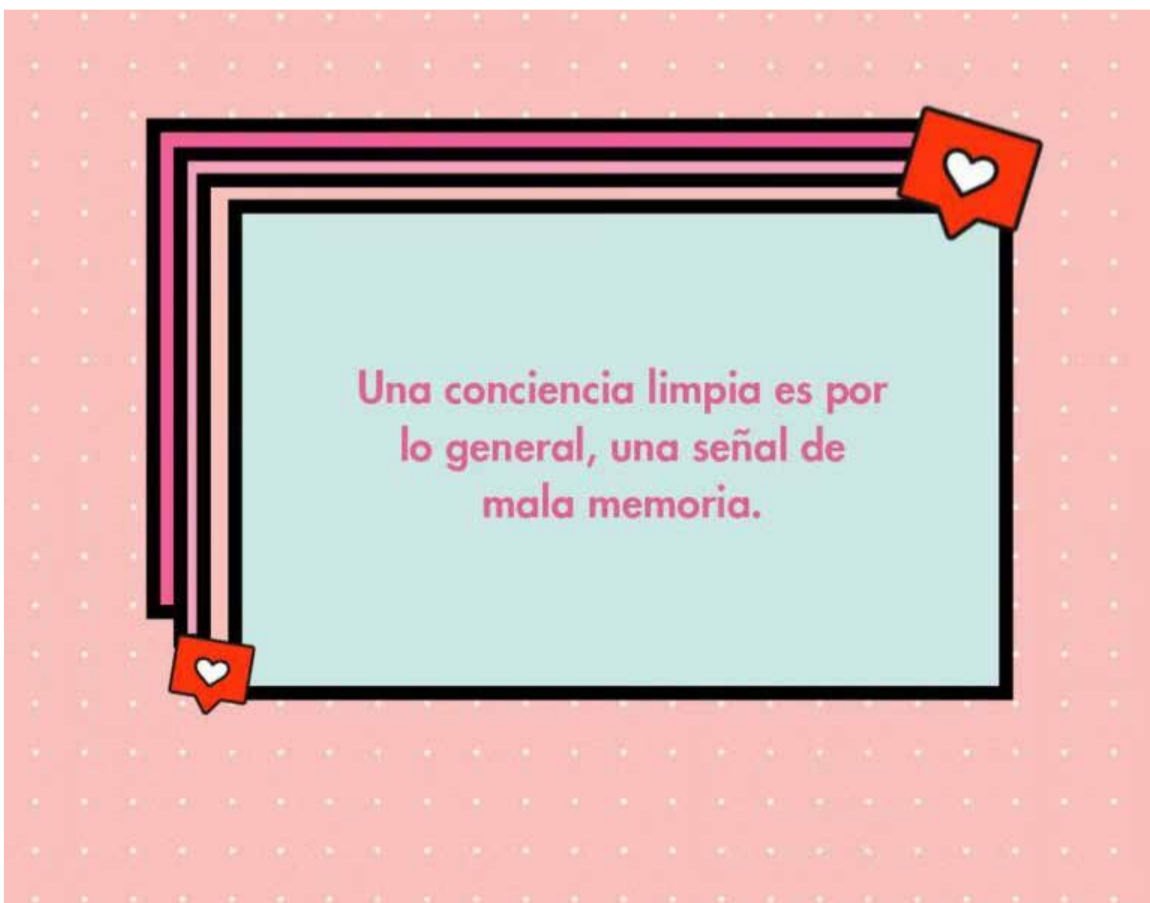 Una conciencia limpia es por
lo general, una señal de
mala memoria.